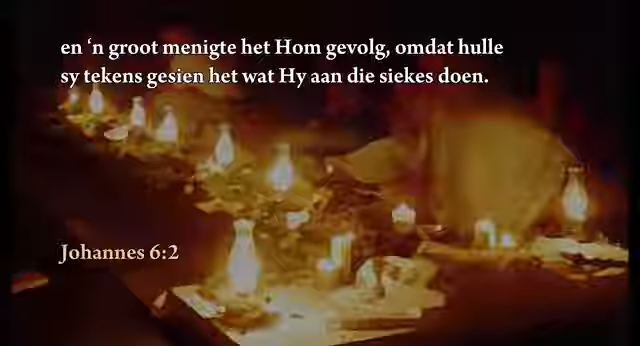 en ‘n groot menigte het Hom gevolg, omdat hulle
sy tekens gesien het wat Hy aan die siekes doen.
Johannes 6:2